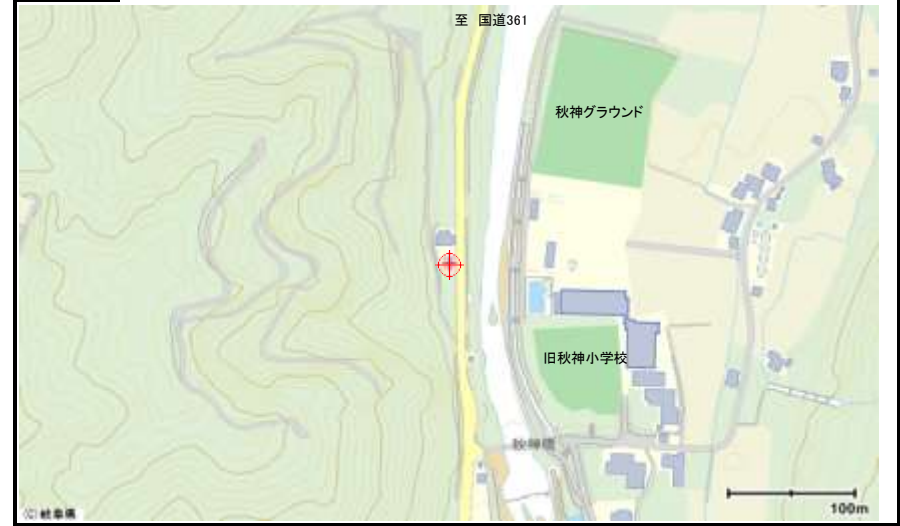 至 国道361
秋神グラウンド
旧秋神小学校
秋神橋
100m
(C) 岐阜県